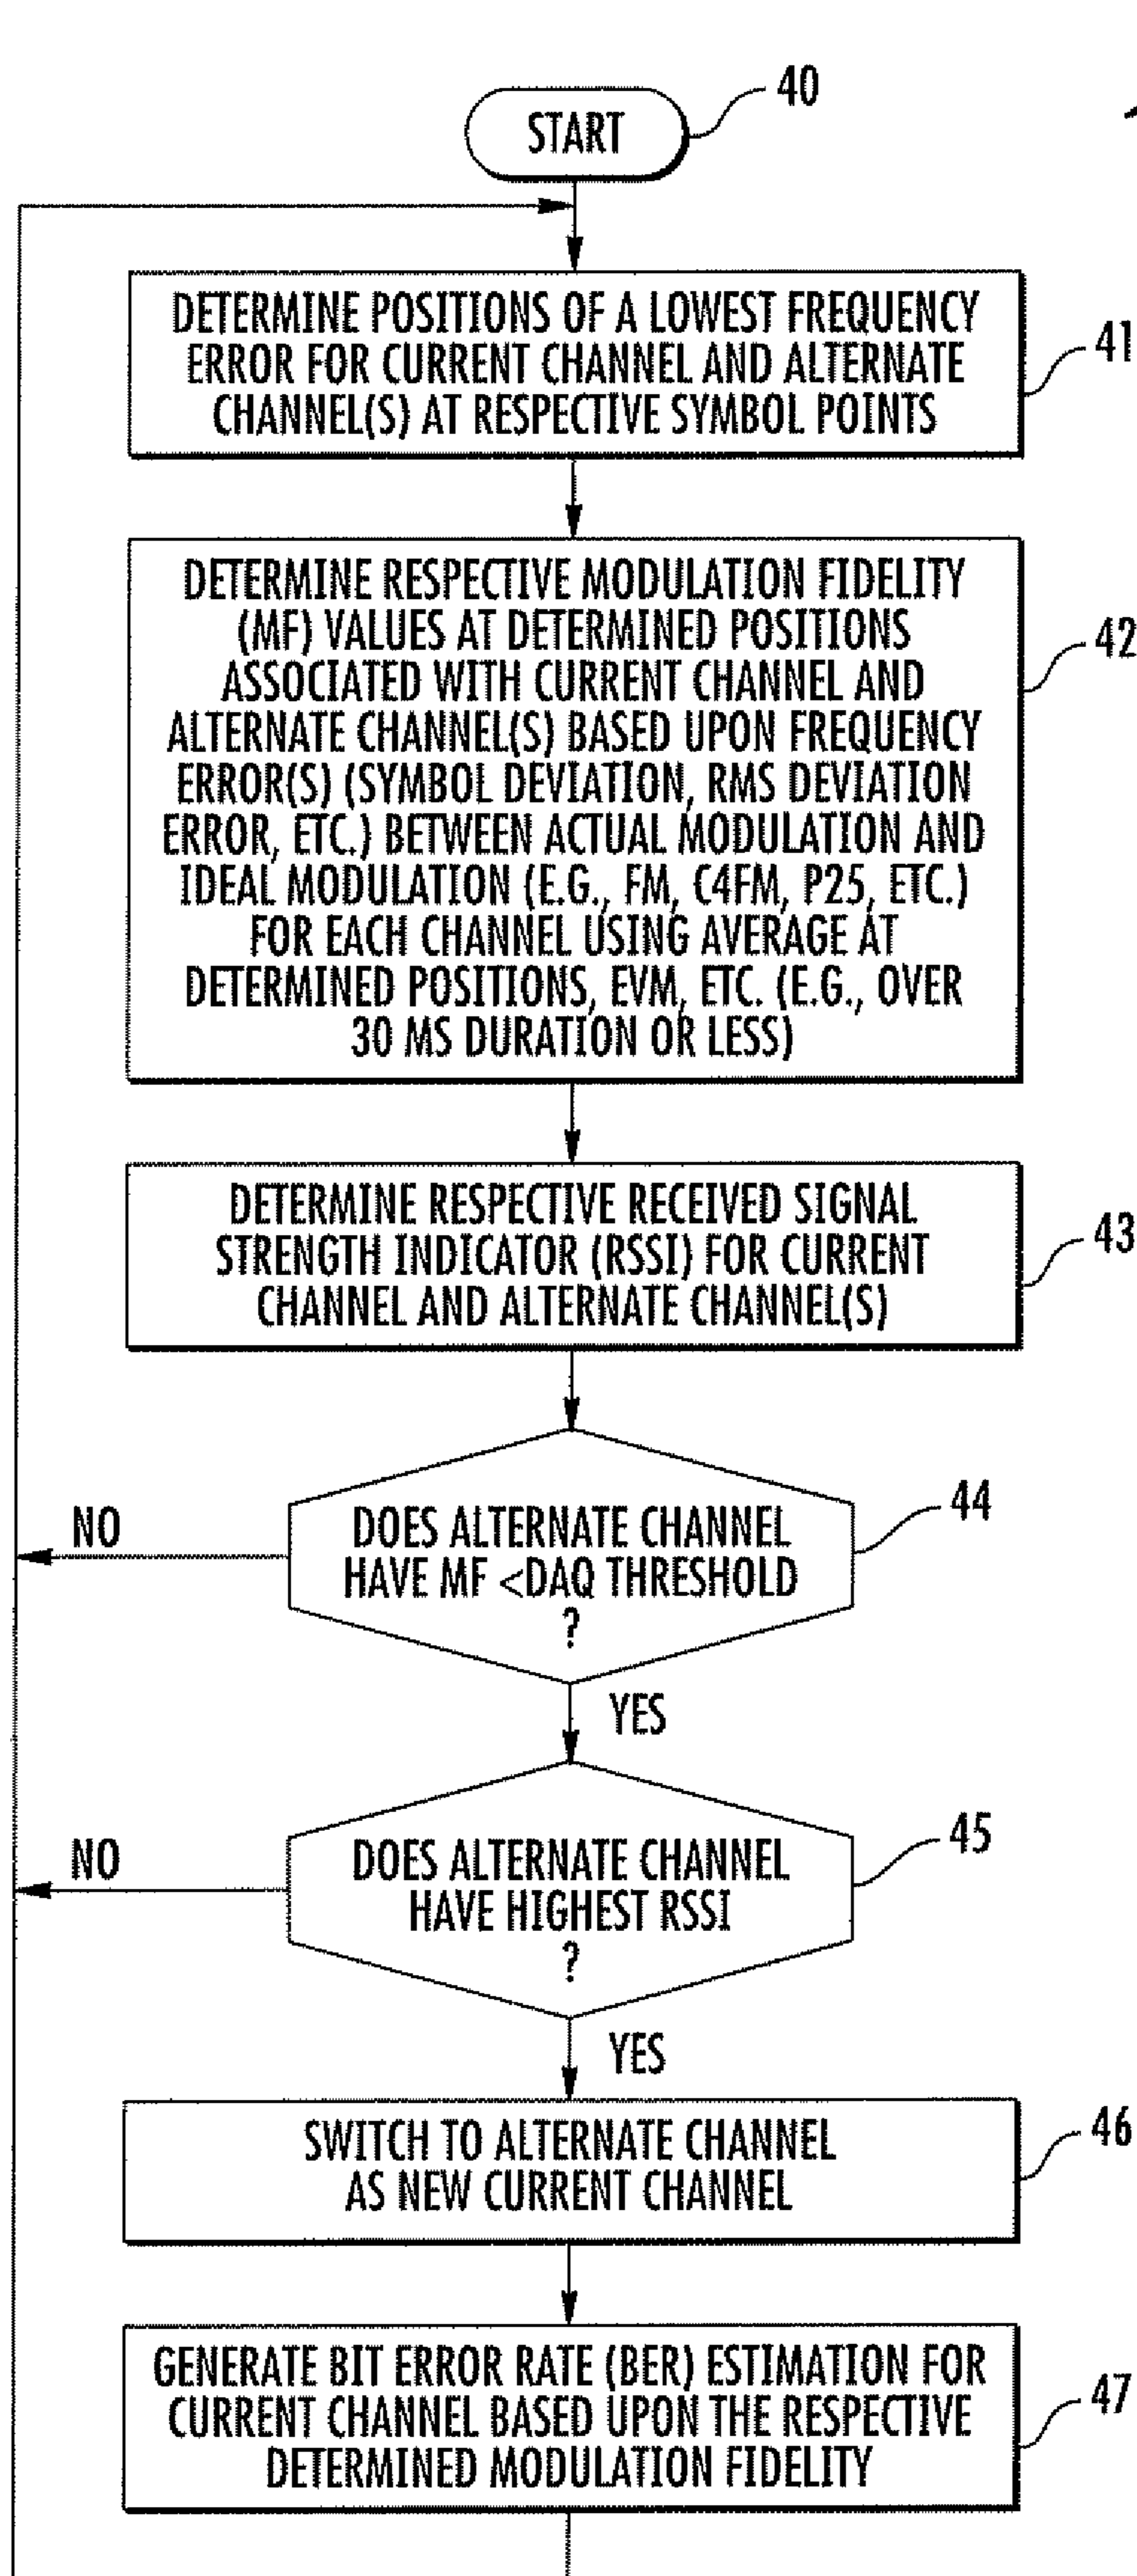 40
START
DETERMINE POSITIONS OF A LOWEST FREQUENCY
ERROR FOR CURRENT CHANNEL AND ALTERNATE
CHANNEL(S) AT RESPECTIVE SYMBOL POINTS
41
DETERMINE RESPECTIVE MODULATION FIDELITY
(MF) VALUES AT DETERMINED POSITIONS
ASSOCIATED WITH CURRENT CHANNEL AND
ALTERNATE CHANNEL(S) BASED UPON FREQUENCY
ERROR(S) (SYMBOL DEVIATION, RMS DEVIATION
ERROR, ETC.) BETWEEN ACTUAL MODULATION AND
IDEAL MODULATION (E.G., FM, C4FM, P25, ETC.)
FOR EACH CHANNEL USING AVERAGE AT
DETERMINED POSITIONS, EVM, ETC. (E.G., OVER
30 MS DURATION OR LESS)
42
DETERMINE RESPECTIVE RECEIVED SIGNAL
STRENGTH INDICATOR (RSSI) FOR CURRENT
CHANNEL AND ALTERNATE CHANNEL(S)
43
DOES ALTERNATE CHANNEL
HAVE MF <DAQ THRESHOLD
?
44
NO
YES
DOES ALTERNATE CHANNEL
HAVE HIGHEST RSSI
?
45
NO
YES
SWITCH TO ALTERNATE CHANNEL
AS NEW CURRENT CHANNEL
46
GENERATE BIT ERROR RATE (BER) ESTIMATION FOR
CURRENT CHANNEL BASED UPON THE RESPECTIVE
DETERMINED MODULATION FIDELITY
47